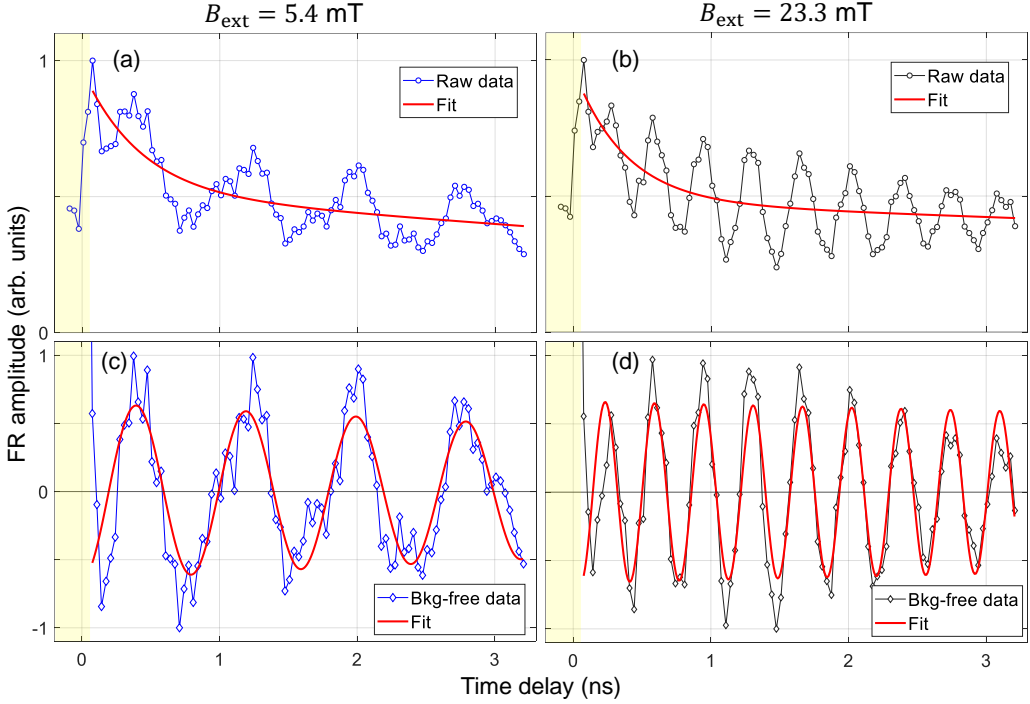 B_ext = 5.4 mT
B_ext = 23.3 mT
FR amplitude (arb. units)
(a)
Raw data
Fit
1
0
(b)
Raw data
Fit
(c)
Bkg-free data
Fit
1
0
-1
0
1
2
3
(d)
Bkg-free data
Fit
0
1
2
3
Time delay (ns)